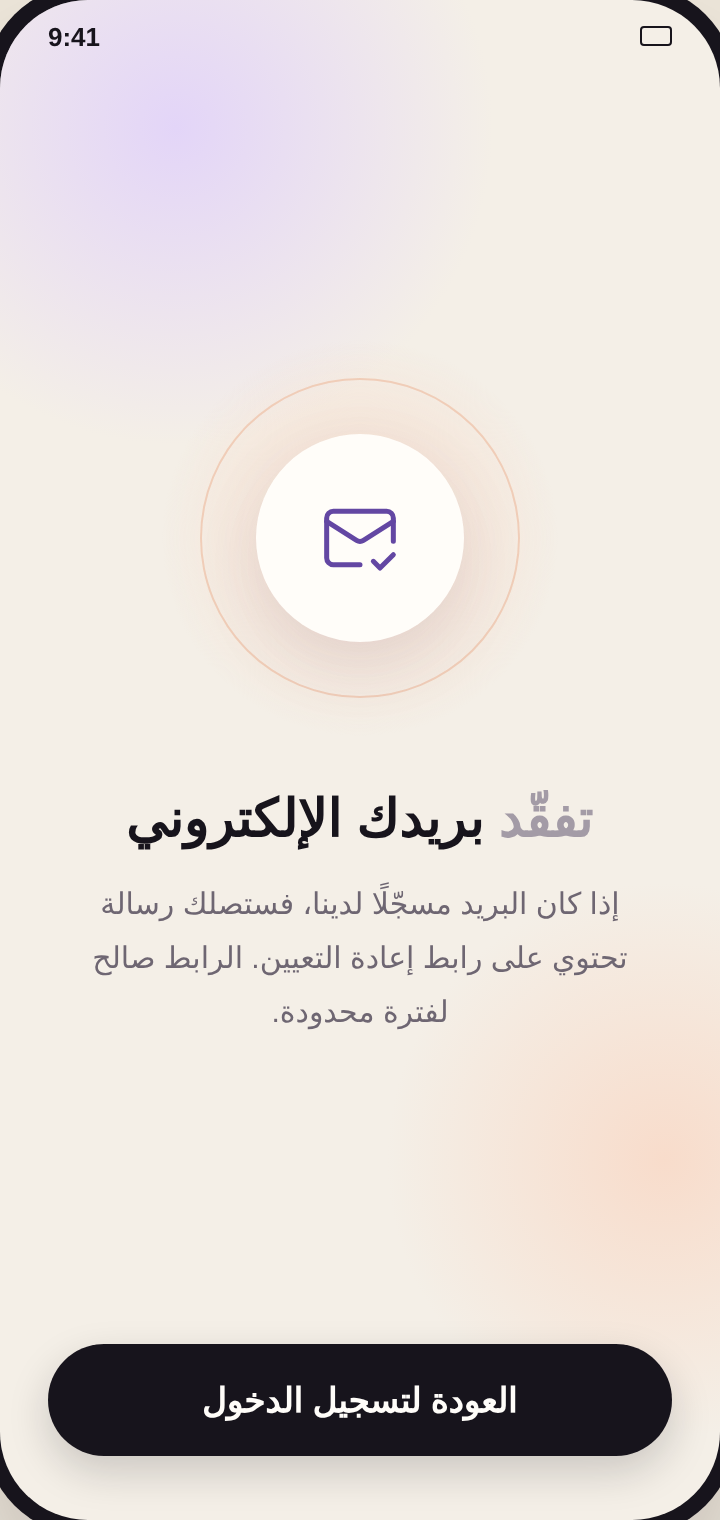 9:41
تفقّد بريدك الإلكتروني
إذا كان البريد مسجّلًا لدينا، فستصلك رسالة
تحتوي على رابط إعادة التعيين. الرابط صالح
لفترة محدودة.
العودة لتسجيل الدخول